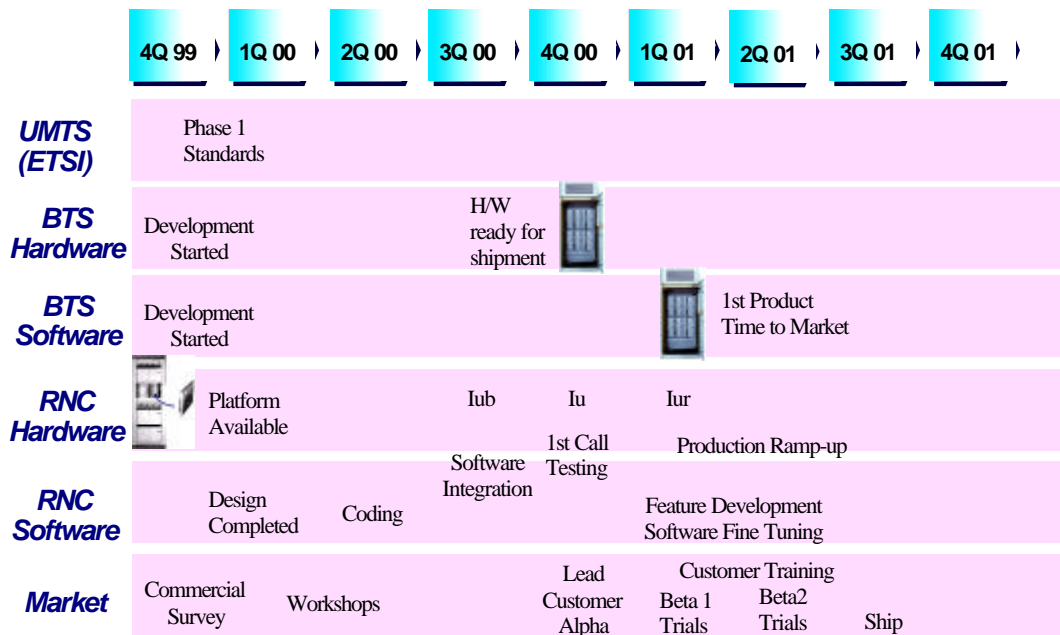 4Q 99 1Q 00 2Q 00 3Q 00 4Q 00 1Q 01 2Q 01 3Q 01 4Q 01
UMTS
(ETSI)
Phase 1
Standards
BTS
Hardware
Development
Started
H/W
ready for
shipment
BTS
Software
Development
Started
1st Product
Time to Market
RNC
Hardware
Platform
Available
Iub
Iu
Iur
1st Call
Testing
Production Ramp-up
Software
Integration
RNC
Software
Design
Completed
Coding
Feature Development
Software Fine Tuning
Market
Commercial
Survey
Workshops
Lead
Customer
Alpha
Customer Training
Beta 1
Trials
Beta2
Trials
Ship